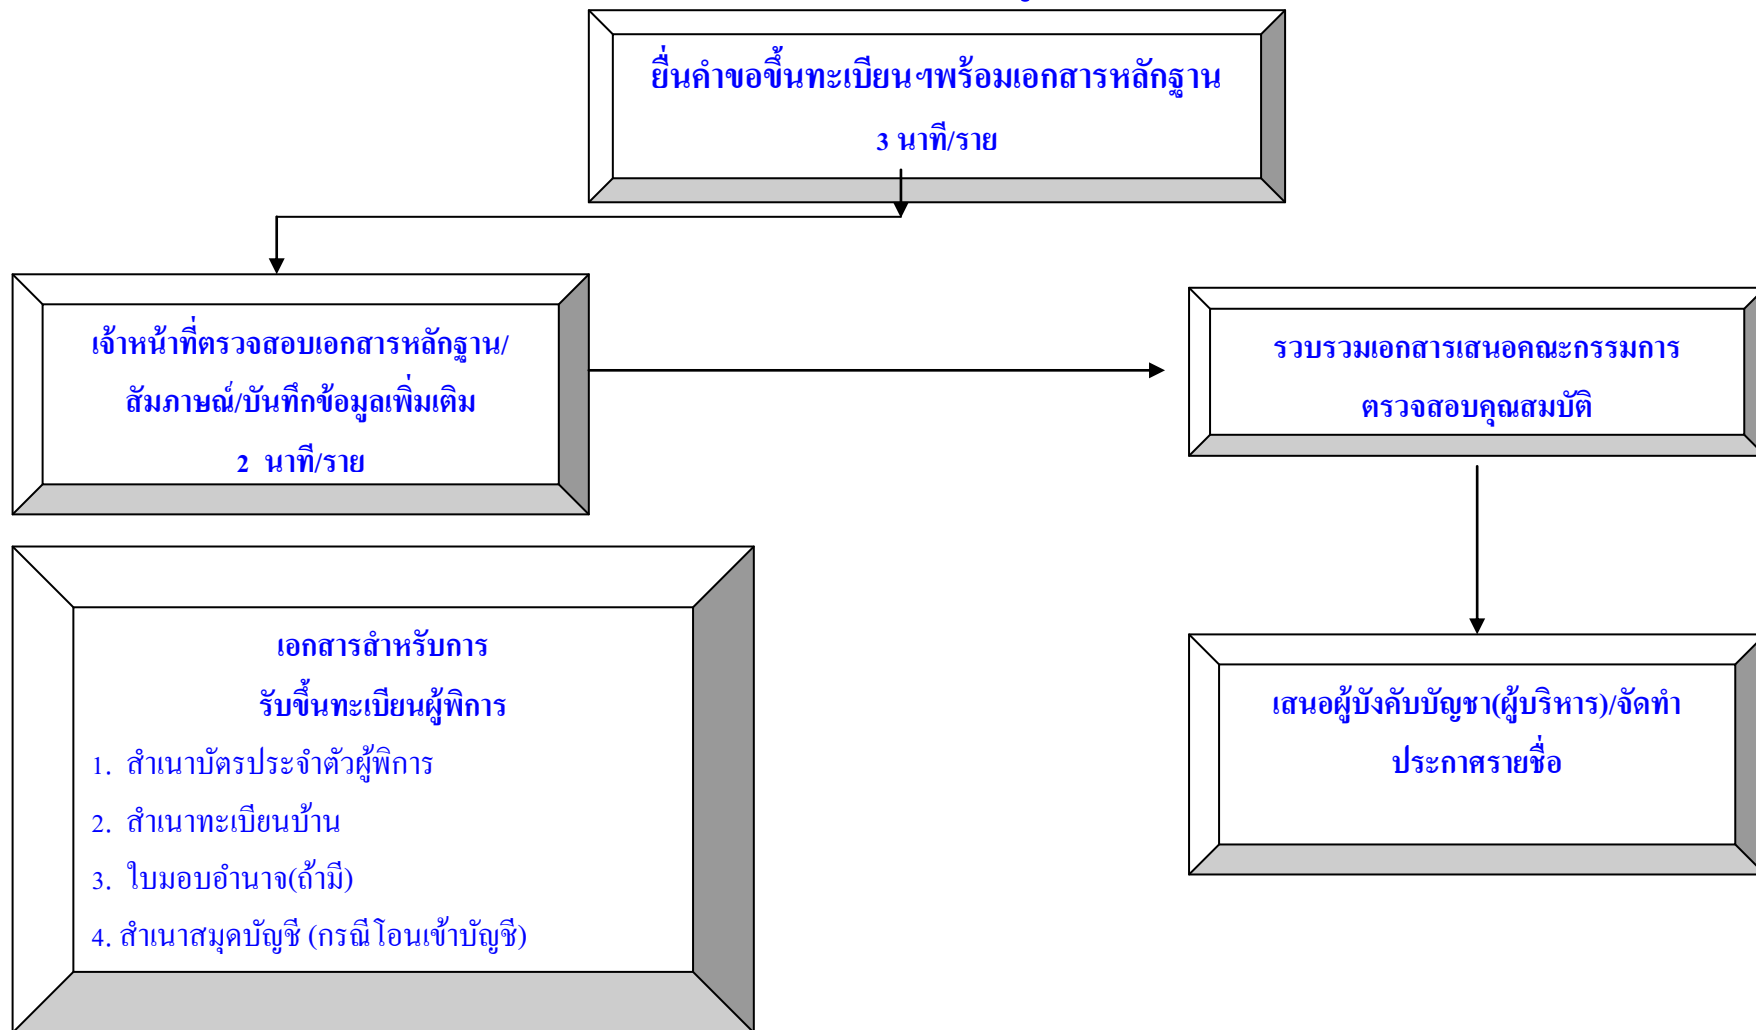 ยื่นคำขอขึ้นทะเบียนฯพร้อมเอกสารหลักฐาน
3 นาที/ราย
เจ้าหน้าที่ตรวจสอบเอกสารหลักฐาน/
สัมภาษณ์/บันทึกข้อมูลเพิ่มเติม
2 นาที/ราย
รวบรวมเอกสารเสนอคณะกรรมการ
ตรวจสอบคุณสมบัติ
เอกสารสำหรับการ
รับขึ้นทะเบียนผู้พิการ
1. สำเนาบัตรประจำตัวผู้พิการ
2. สำเนาทะเบียนบ้าน
3. ใบมอบอำนาจ(ถ้ามี)
4. สำเนาสมุดบัญชี (กรณีโอนเข้าบัญชี)
เสนอผู้บังคับบัญชา(ผู้บริหาร)/จัดทำ
ประกาศรายชื่อ